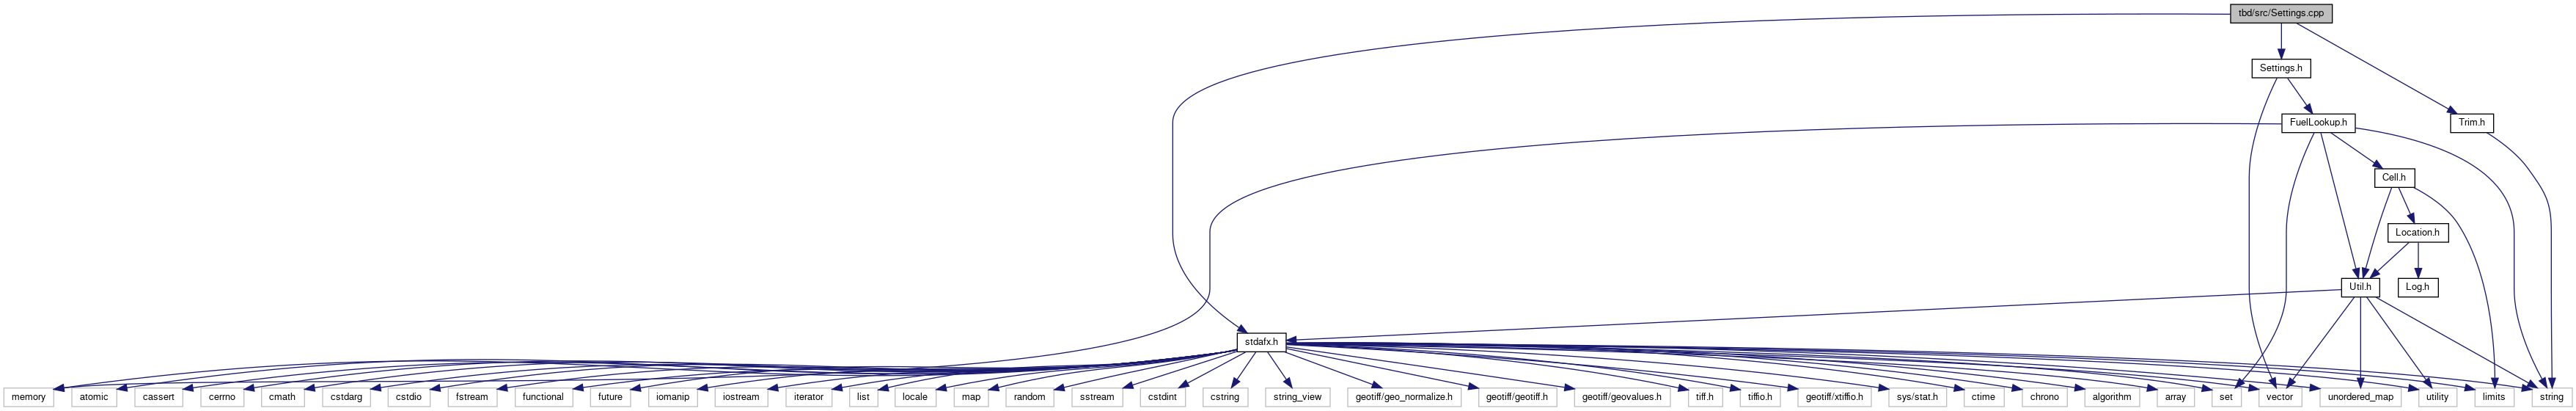 tbd/src/Settings.cpp
Settings.h
FuelLookup.h
Trim.h
Cell.h
Location.h
Util.h
Log.h
stdafx.h
memory
atomic
cassert
cerrno
cmath
cstdarg
cstdio
fstream
functional
future
iomanip
iostream
iterator
list
locale
map
random
sstream
cstdint
cstring
string_view
geotiff/geo_normalize.h
geotiff/geotiff.h
geotiff/geovalues.h
tiff.h
tiffio.h
geotiff/xtiffio.h
sys/stat.h
ctime
chrono
algorithm
array
set
vector
unordered_map
utility
limits
string